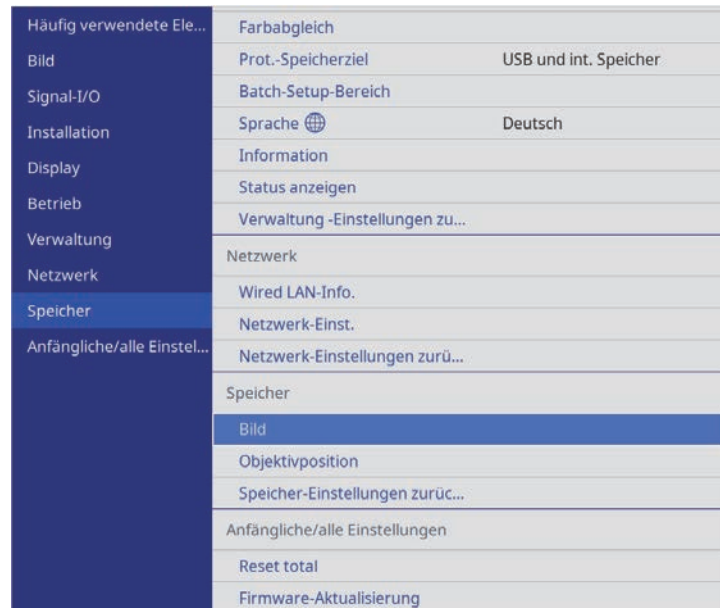 Häufig verwendete Ele...
Bild
Signal-I/O
Installation
Display
Betrieb
Verwaltung
Netzwerk
Speicher
Anfängliche/alle Einstel...
Farbabgleich
Prot.-Speicherziel USB und int. Speicher
Batch-Setup-Bereich
Sprache Deutsch
Information
Status anzeigen
Verwaltung -Einstellungen zu...
Netzwerk
Wired LAN-Info.
Netzwerk-Einst.
Netzwerk-Einstellungen zurü...
Speicher
Bild
Objektivposition
Speicher-Einstellungen zurüc...
Anfängliche/alle Einstellungen
Reset total
Firmware-Aktualisierung